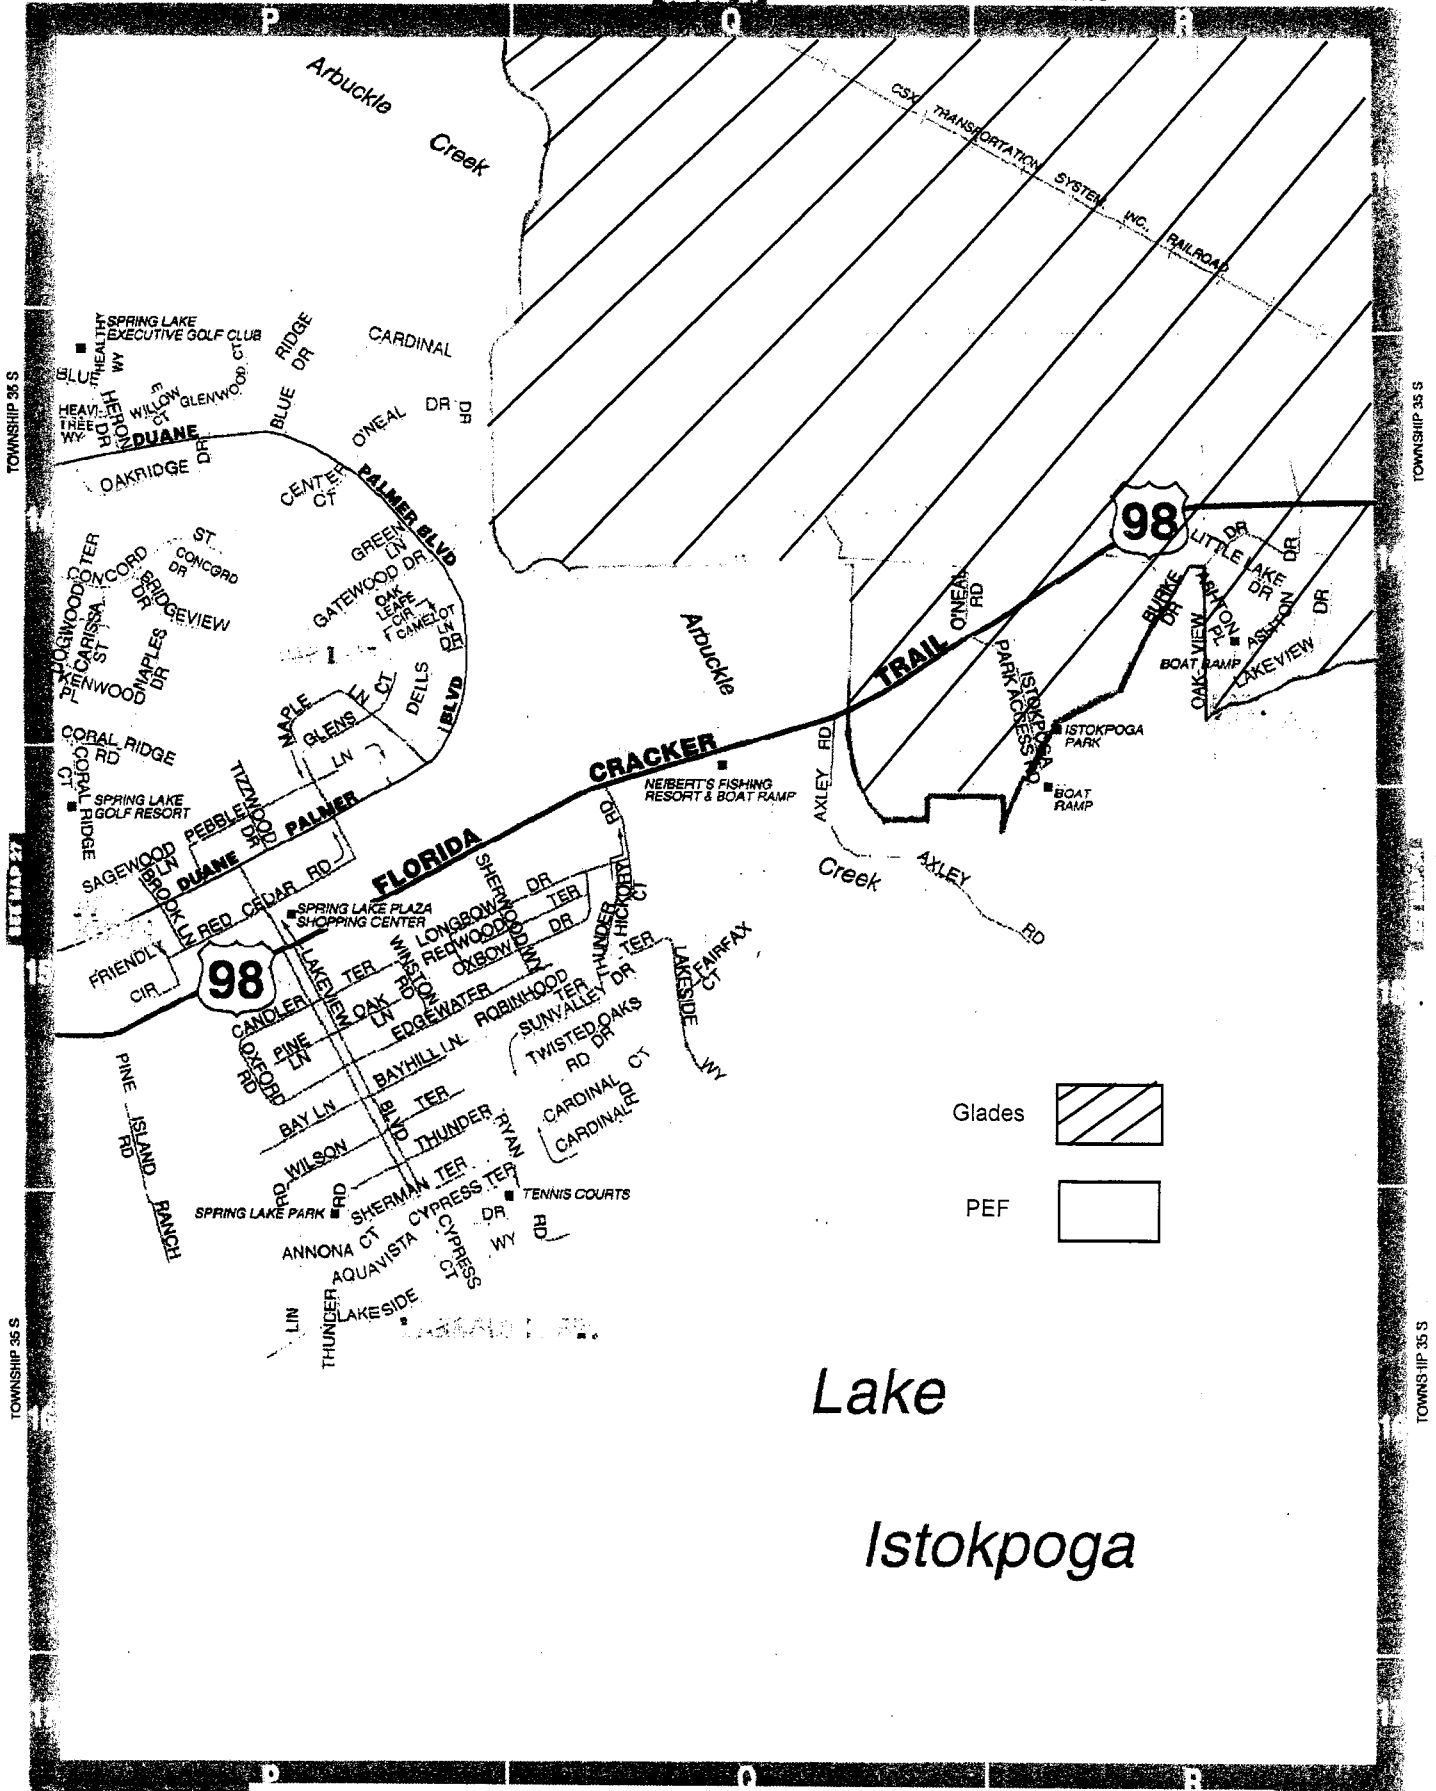 P
Q
R
Arbuckle
Creek
CSX TRANSPORTATION SYSTEM, INC., RAILROAD
TOWNSHIP 35 S
TOWNSHIP 35 S
HEALTHY
WY
SPRING LAKE
EXECUTIVE GOLF CLUB
RIDGE
DR
CARDINAL
DR
DR
BLUE
HERON
DR
WILLOW
CT
GLENWOOD
CT
BLUE
O'NEAL
TREE
WY
DUANE
DR
OAKRIDGE
CENTER
CT
PALMER BLVD
98
LITTLE LAKE
DR
DR
DR
ST
CONCORD
DR
CONCORD
TER
BRIDGEVIEW
DR
GREEN
LN
GATEWOOD DR
OAK
LEAFE
CIR
CAMELOT
LN
DR
DOGWOOD
CARISSA
ST
NAPLES
DR
KENWOOD
PL
1
DELLS
BLVD
Arbuckle
O'NEAL
RD
BURKE
DR
ASHTON
PL
ASHTON
DR
OAK VIEW
LAKEVIEW
BOAT RAMP
TRAIL
PARK ACCESS
ISTOKPOGA
RD
ISTOKPOGA
PARK
BOAT
RAMP
MAPLE
LN
CT
GLENS
LN
CORAL RIDGE
RD
CORAL RIDGE
CT
SPRING LAKE
GOLF RESORT
TIZZWOOD
DR
PEBBLE
PALMER
DUANE
SAGEWOOD
LN
BROOK LN
RED CEDAR RD
CRACKER
NEIBERT'S FISHING
RESORT & BOAT RAMP
AXLEY
RD
Creek
AXLEY
RD
FLORIDA
RD
SPRING LAKE PLAZA
SHOPPING CENTER
SHERWOOD
WY
LONGBOW
DR
REDWOOD
TER
OXBOW
DR
THUNDER
HICKORY
CT
TER
FAIRFAX
CT
LAKESIDE
WY
FRIENDLY
CIR
98
LAKEVIEW
BLVD
CANDLER
TER
WINSTON
RD
OAK
LN
PINE
LN
OXFORD
RD
EDGEWATER
ROBINHOOD
TER
DR
SUNVALLEY
TWISTED OAKS
RD
DR
CT
BAYHILL LN.
BAY LN
TER
WILSON
RD
THUNDER
RD
RYAN
CARDINAL
RD
CARDINAL
PINE
ISLAND
RD
RANCH
SHERMAN TER
CYPRESS TER
TENNIS COURTS
SPRING LAKE PARK
ANNONA CT
AQUAVISTA
CYPRESS
CT
DR
WY
RD
LIN
THUNDER
LAKESIDE
Glades
PEF
TOWNSHIP 35 S
TOWNSHIP 35 S
Lake
Istokpoga
P
Q
R